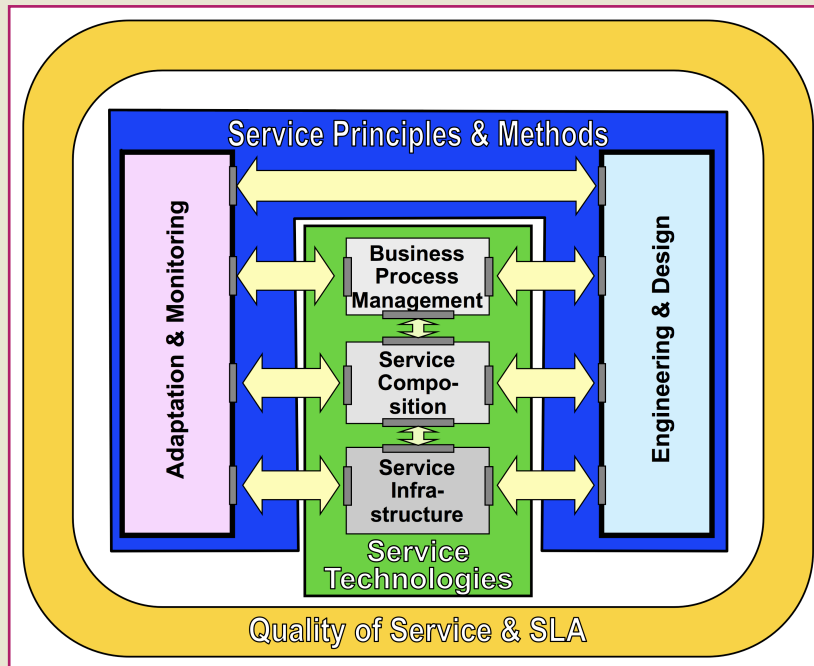 Service Principles & Methods
Adaptation & Monitoring
Business
Process
Management
Service
Compo-
sition
Service
Infra-
structure
Engineering & Design
Service
Technologies
Quality of Service & SLA